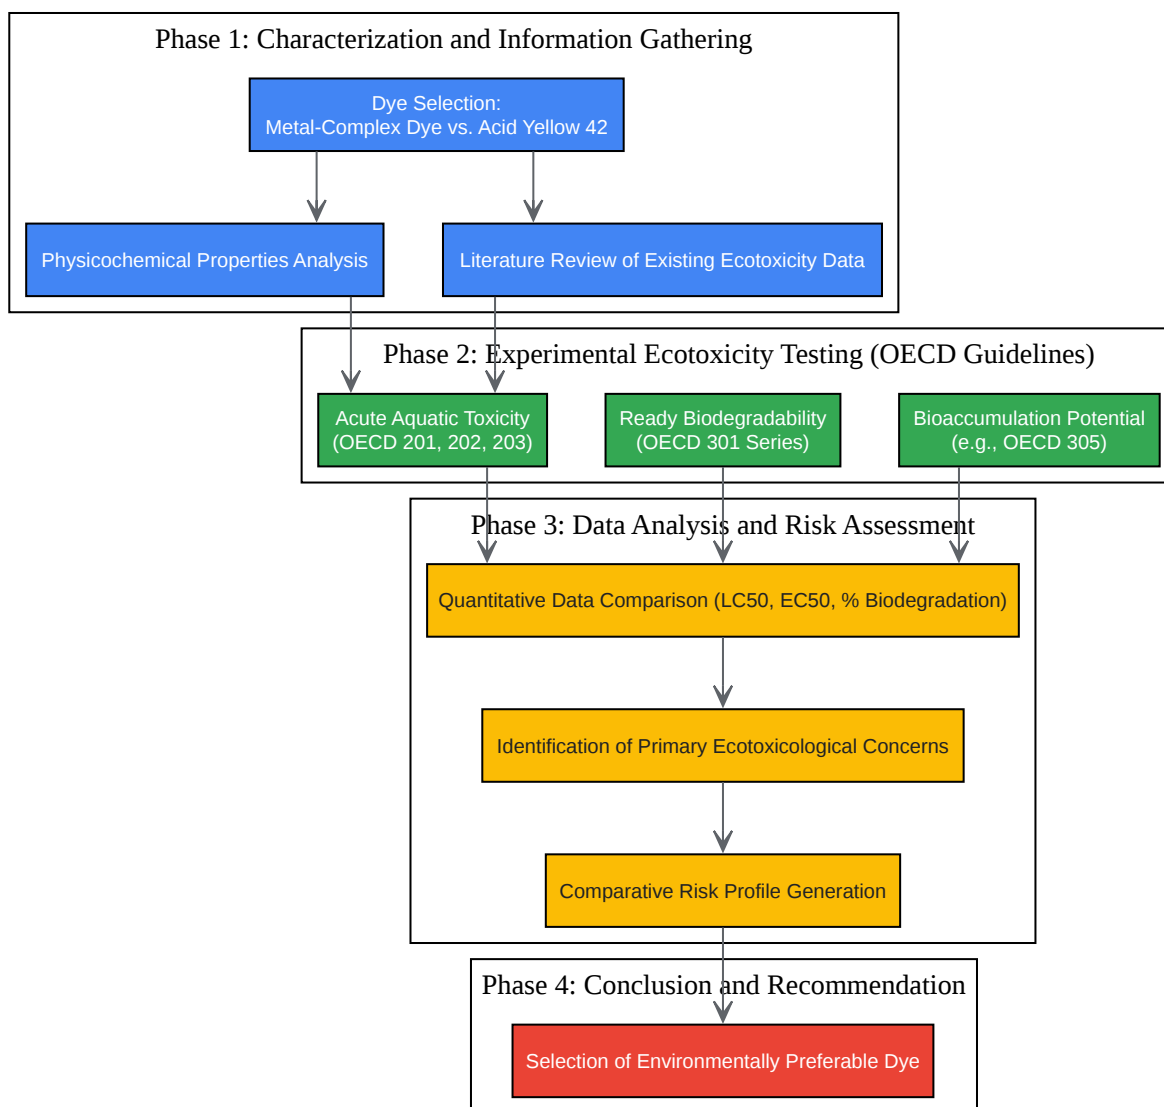 Phase 1: Characterization and Information Gathering
Dye Selection:
Metal-Complex Dye vs. Acid Yellow 42
Physicochemical Properties Analysis
Literature Review of Existing Ecotoxicity Data
Phase 2: Experimental Ecotoxicity Testing (OECD Guidelines)
Acute Aquatic Toxicity
(OECD 201, 202, 203)
Ready Biodegradability
(OECD 301 Series)
Bioaccumulation Potential
(e.g., OECD 305)
Phase 3: Data Analysis and Risk Assessment
Quantitative Data Comparison (LC50, EC50, % Biodegradation)
Identification of Primary Ecotoxicological Concerns
Comparative Risk Profile Generation
Phase 4: Conclusion and Recommendation
Selection of Environmentally Preferable Dye